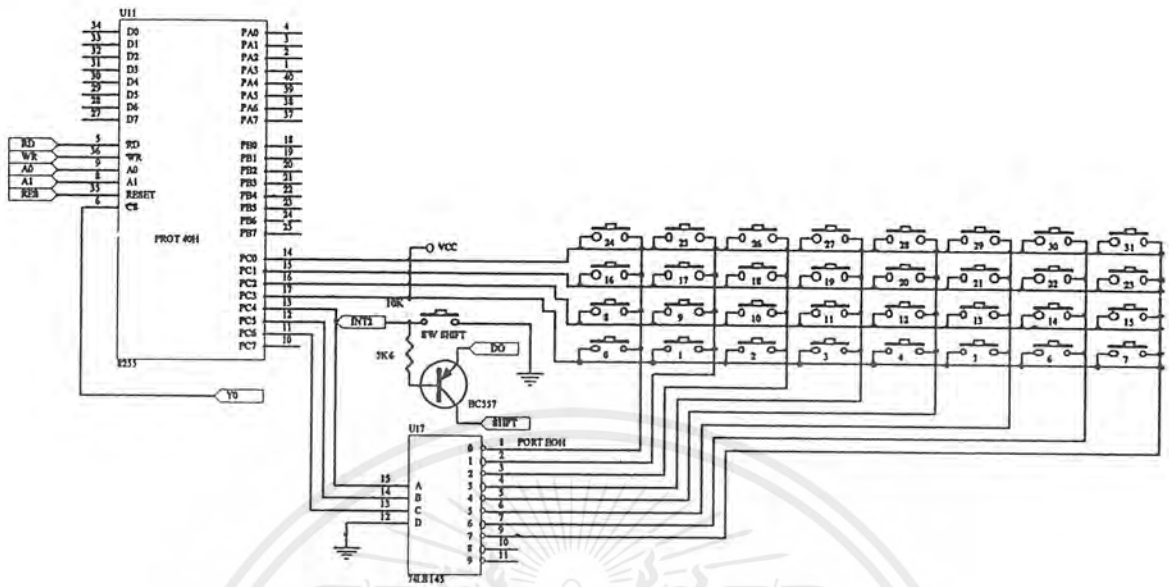 U11
34 D0 PA0 4
33 D1 PA1 3
32 D2 PA2 2
31 D3 PA3 1
30 D4 PA4 40
29 D5 PA5 39
28 D6 PA6 38
27 D7 PA7 37
RD 5 RD PB0 18
WR 36 WR PB1 19
A0 9 A0 PB2 20
A1 8 A1 PB3 21
RES 35 RESET PB4 22
6 CS PB5 23
PB6 24
PB7 25
PROT 40H
PC0 14
PC1 15
PC2 16
PC3 17
PC4 13
PC5 12
PC6 11
PC7 10
8255
Y0
VCC
10K
INT2
SW SHIFT
5K6
DO
BC557
SHIFT
24 25 26 27 28 29 30 31
16 17 18 19 20 21 22 23
8 9 10 11 12 13 14 15
0 1 2 3 4 5 6 7
U17
PORT E0H
15 A
14 B
13 C
12 D
0 1
1 2
2 3
3 4
4 5
5 6
6 7
7 9
8 10
9 11
74LS145